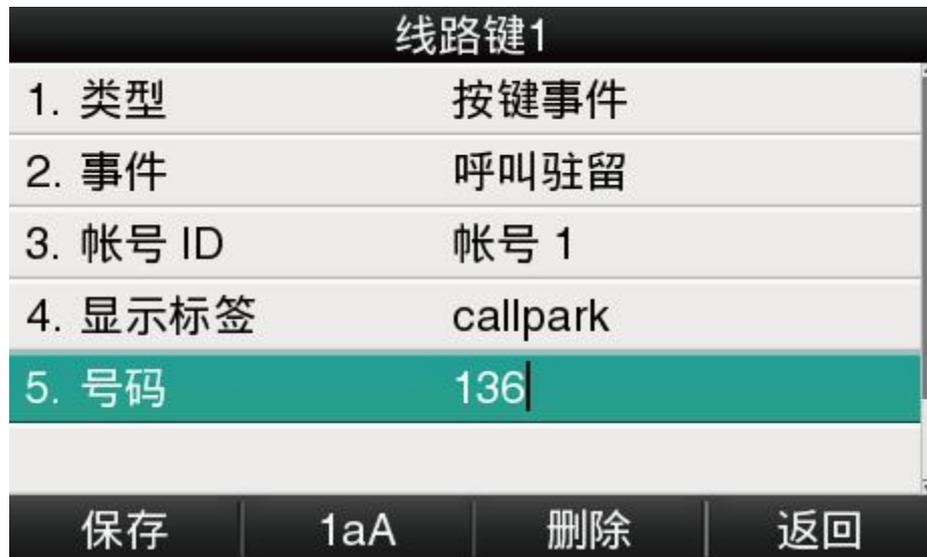 线路键1
1. 类型 按键事件
2. 事件 呼叫驻留
3. 帐号 ID 帐号 1
4. 显示标签 callpark
5. 号码 136
保存 1aA 删除 返回